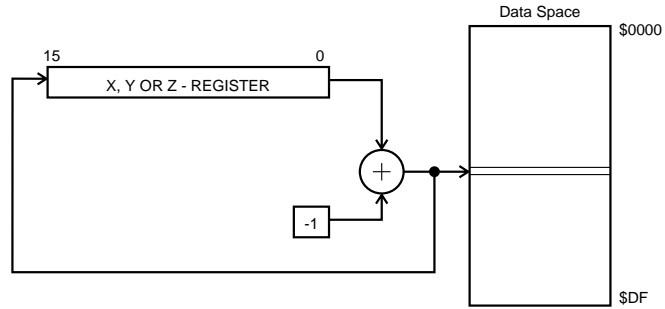 Data Space
$0000
15 0
X, Y OR Z - REGISTER
+
-1
$DF